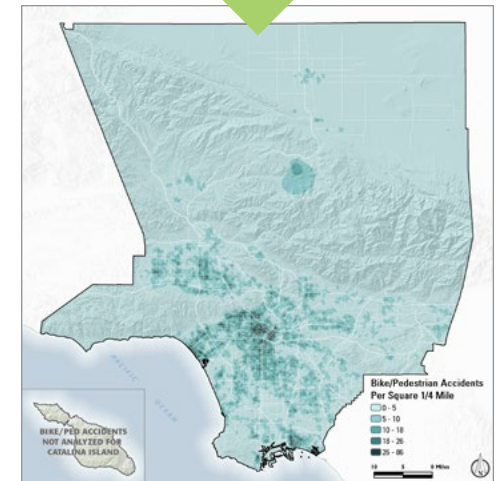 PACIFIC OCEAN
BIKE/PED ACCIDENTS
NOT ANALYZED FOR
CATALINA ISLAND
Bike/Pedestrian Accidents
Per Square 1/4 Mile
0 - 5
5 - 10
10 - 18
18 - 26
26 - 86